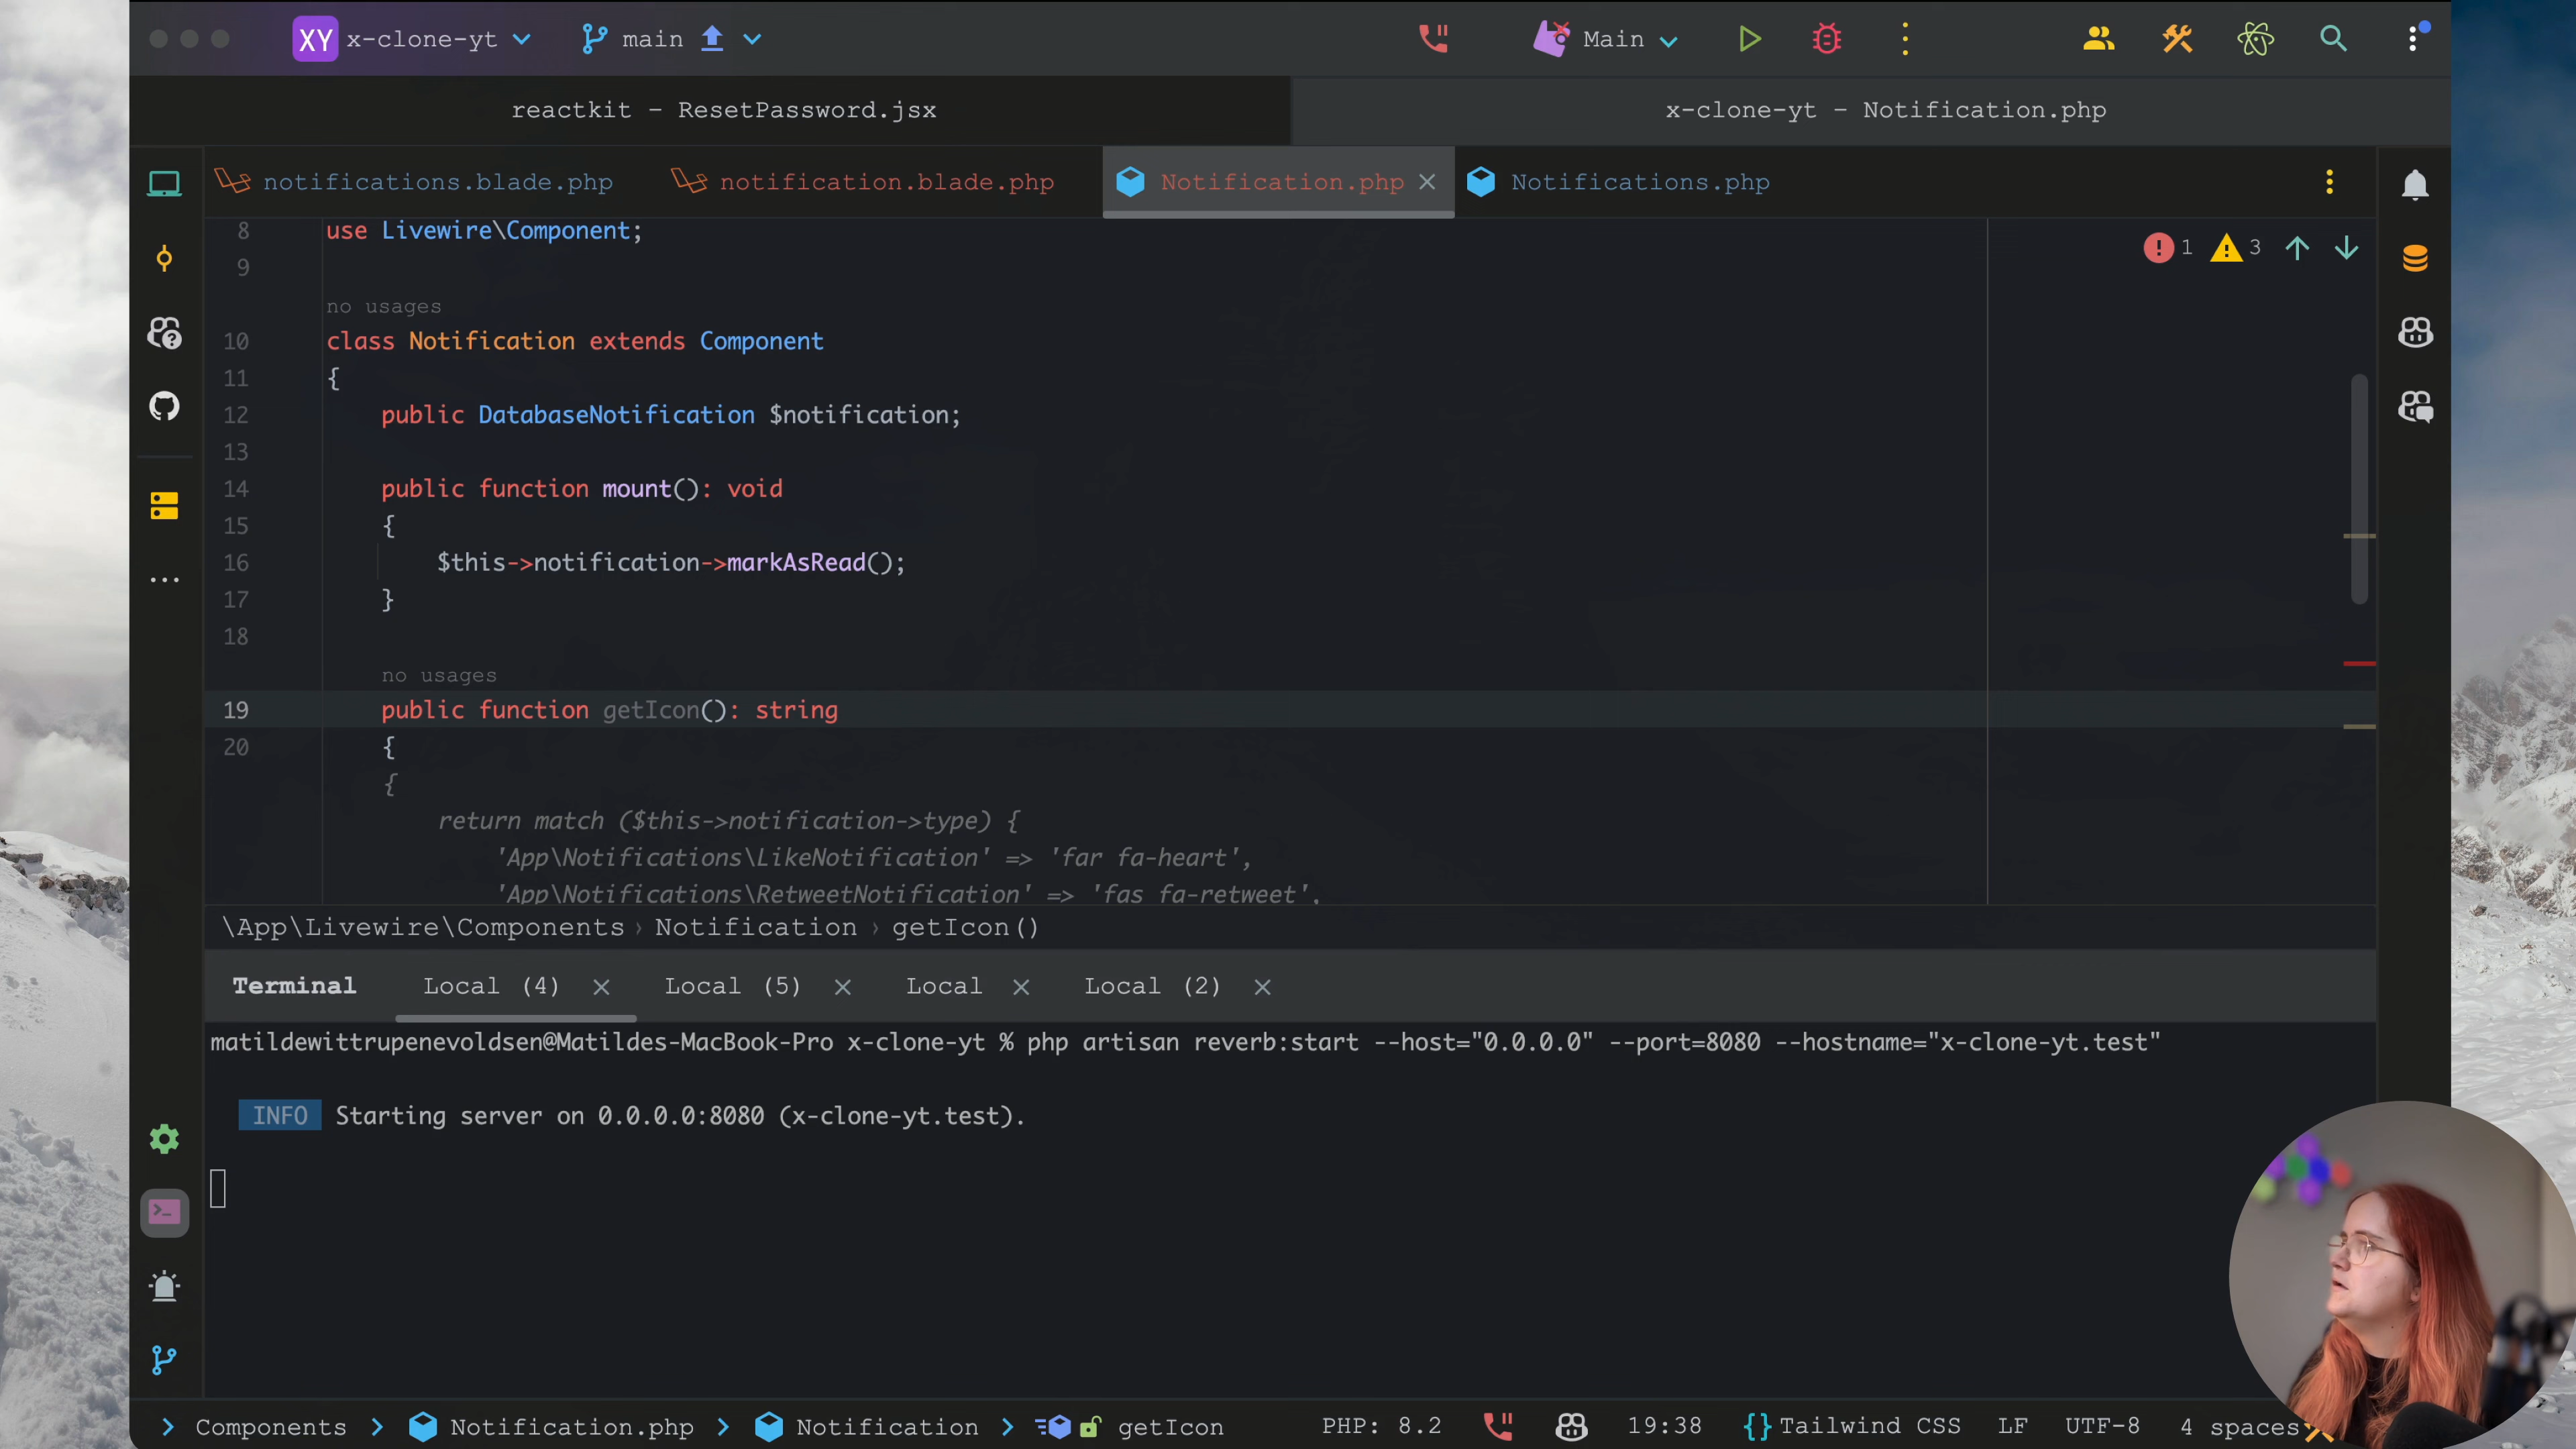 XY x-clone-yt main Main
reactkit – ResetPassword.jsx x-clone-yt – Notification.php
notifications.blade.php notification.blade.php Notification.php Notifications.php
8 use Livewire\Component; 1 3
9
no usages
10 class Notification extends Component
11 {
12 public DatabaseNotification $notification;
13
14 public function mount(): void
15 {
16 $this->notification->markAsRead();
17 }
18
no usages
19 public function getIcon(): string
20 {
{
return match ($this->notification->type) {
'App\Notifications\LikeNotification' => 'far fa-heart',
'App\Notifications\RetweetNotification' => 'fas fa-retweet',
\App\Livewire\Components › Notification › getIcon()
Terminal Local (4) Local (5) Local Local (2)
matildewittrupenevoldsen@Matildes-MacBook-Pro x-clone-yt % php artisan reverb:start --host="0.0.0.0" --port=8080 --hostname="x-clone-yt.test"
INFO Starting server on 0.0.0.0:8080 (x-clone-yt.test).
Components Notification.php Notification getIcon PHP: 8.2 19:38 {} Tailwind CSS LF UTF-8 4 spaces